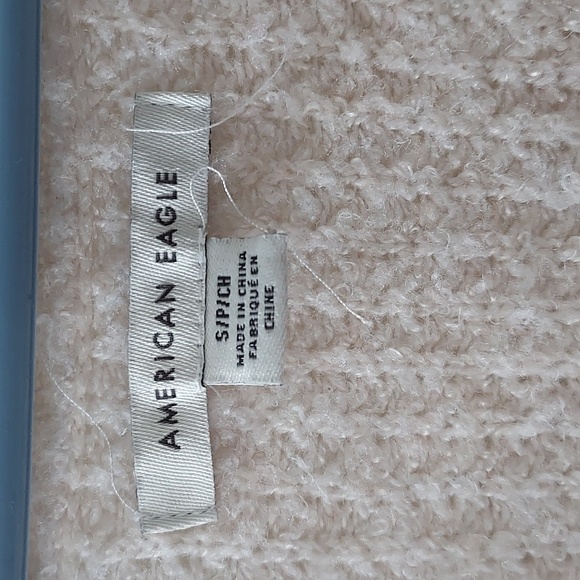 AMERICAN EAGLE
S/P/CH
MADE IN CHINA
FABRIQUÉ EN
CHINE